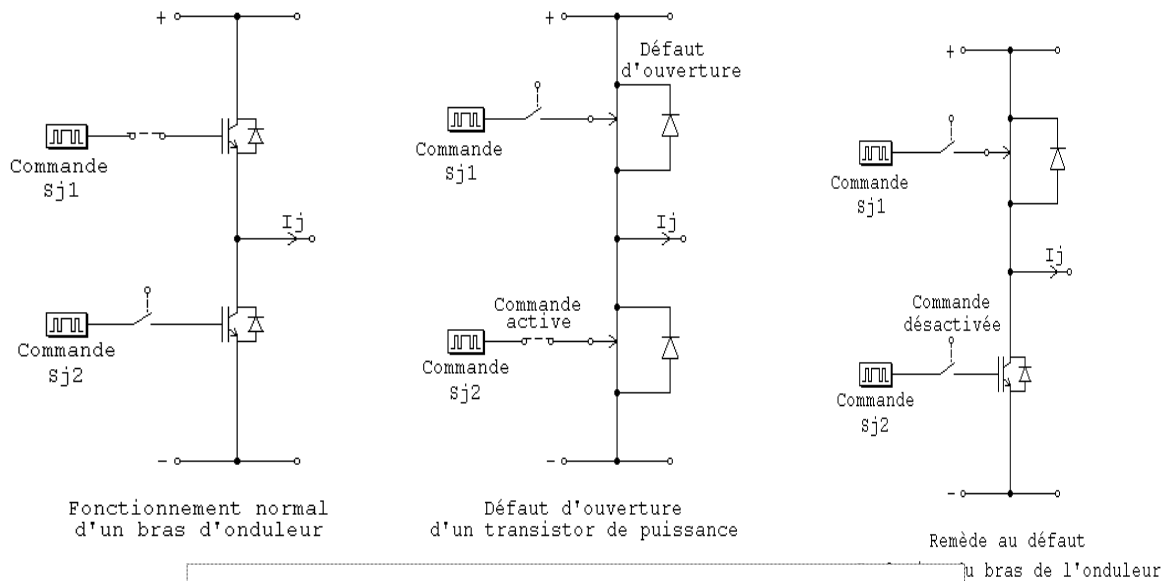 +
Commande
Sj1
Ij
Commande
Sj2
-
Fonctionnement normal
d'un bras d'onduleur
+
Défaut
d'ouverture
Commande
Sj1
Ij
Commande
active
Commande
Sj2
-
Défaut d'ouverture
d'un transistor de puissance
+
Commande
Sj1
Ij
Commande
désactivée
Commande
Sj2
-
Remède au défaut
bras de l'onduleur